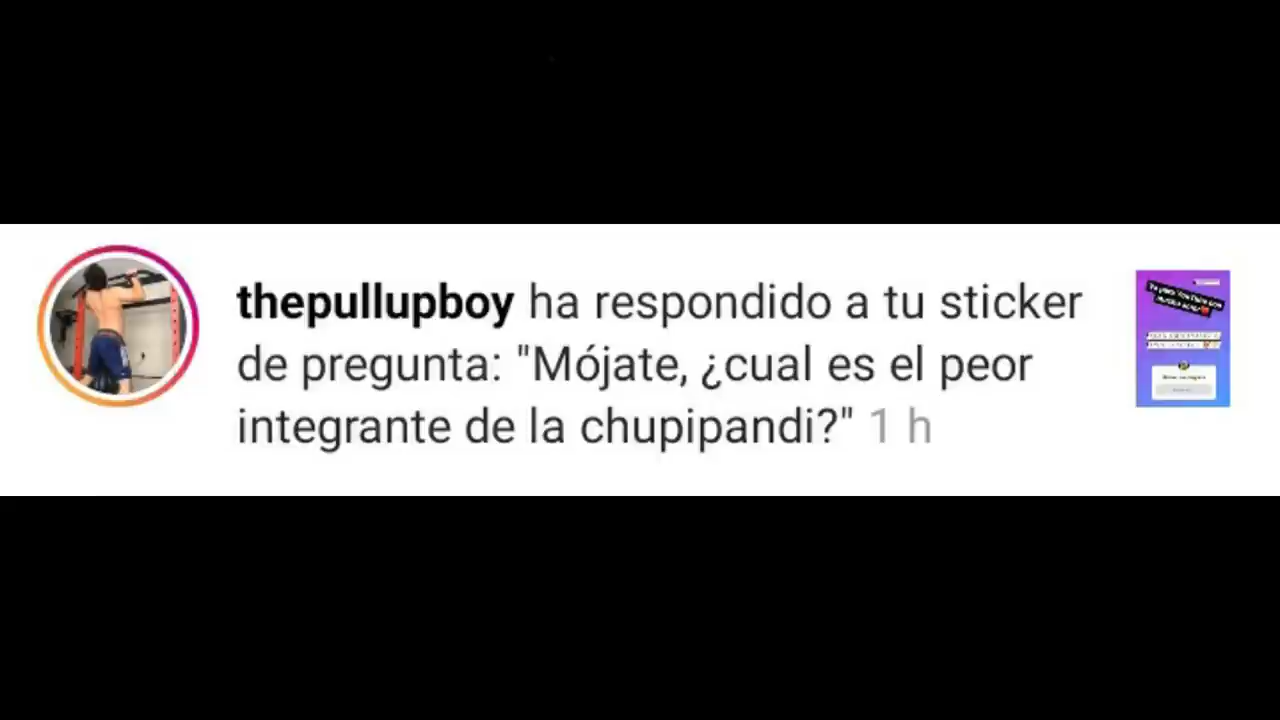 thepullupboy ha respondido a tu sticker
de pregunta: "Mójate, ¿cual es el peor
integrante de la chupipandi?" 1 h